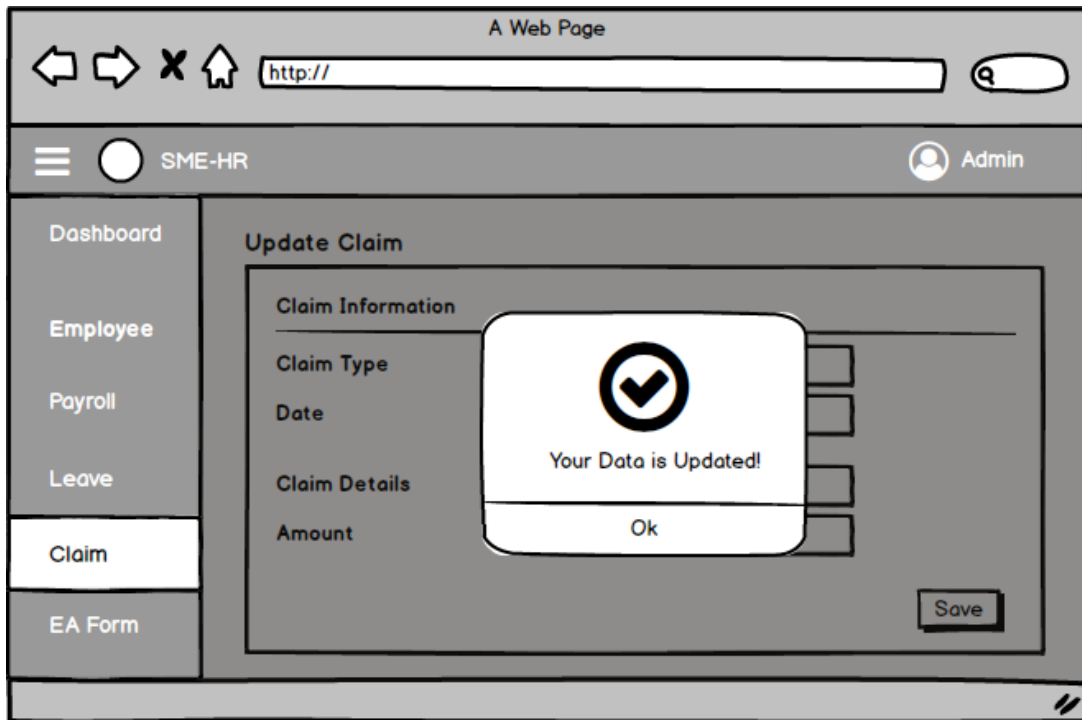 A Web Page
http://
SME-HR
Admin
Dashboard
Employee
Payroll
Leave
Claim
EA Form
Update Claim
Claim Information
Claim Type
Date
Claim Details
Amount
Your Data is Updated!
Ok
Save